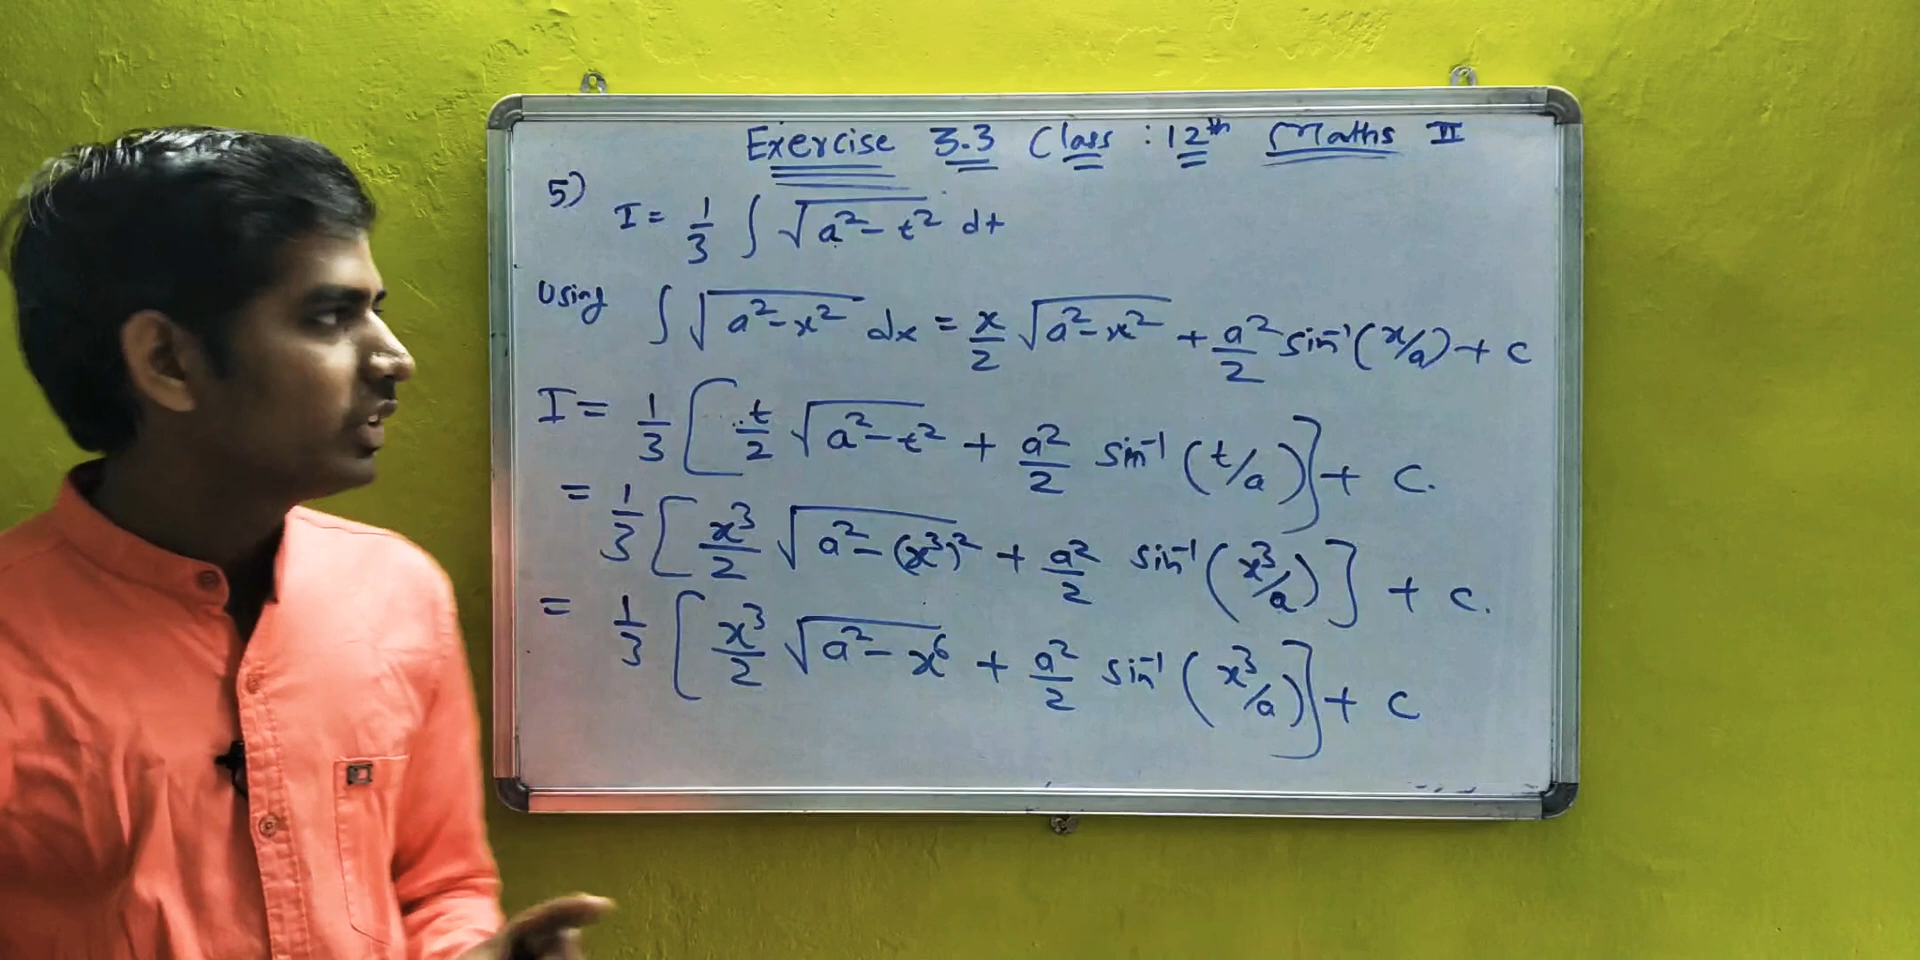 Exercise 3.3 Class : 12th Maths II
5) I = 1/3 ∫ √(a² - t²) dt
Using ∫ √(a² - x²) dx = x/2 √(a² - x²) + a²/2 sin⁻¹(x/a) + c
I = 1/3 [ t/2 √(a² - t²) + a²/2 sin⁻¹ (t/a) ] + c.
= 1/3 [ x³/2 √(a² - (x³)²) + a²/2 sin⁻¹ (x³/a) ] + c.
= 1/3 [ x³/2 √(a² - x⁶) + a²/2 sin⁻¹ (x³/a) ] + c